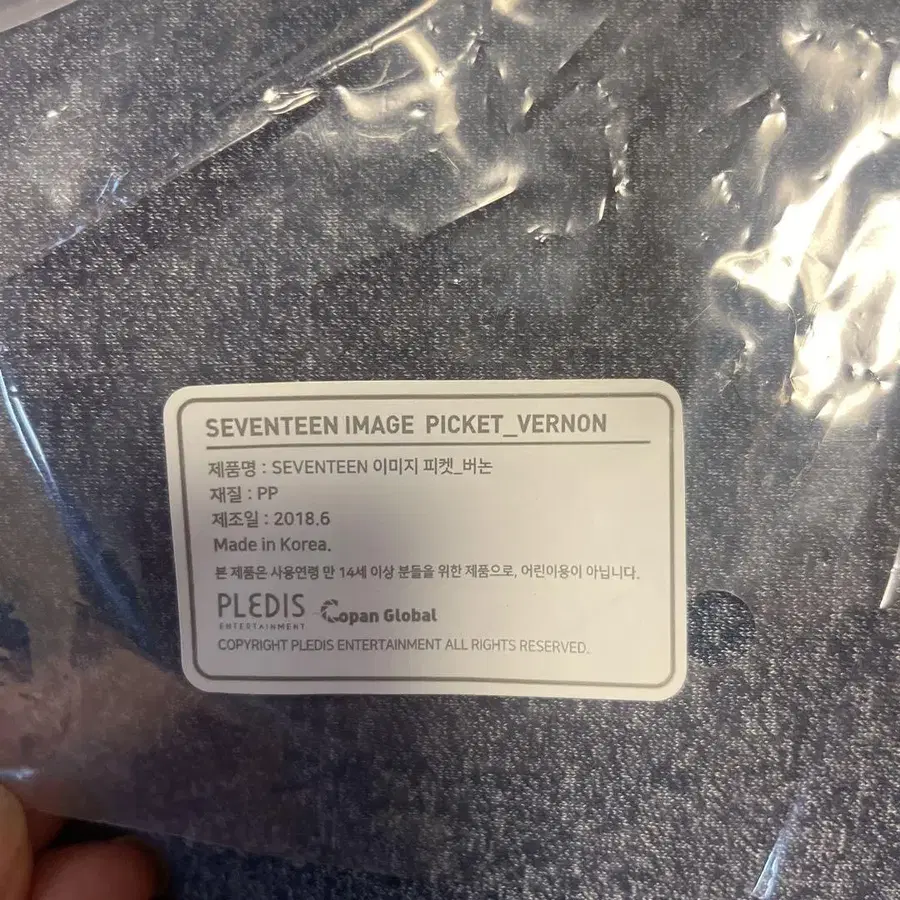 SEVENTEEN IMAGE PICKET_VERNON
제품명 : SEVENTEEN 이미지 피켓_버논
재질 : PP
제조일 : 2018.6
Made in Korea.
본 제품은 사용연령 만 14세 이상 분들을 위한 제품으로, 어린이용이 아닙니다.
PLEDIS Copan Global
ENTERTAINMENT
COPYRIGHT PLEDIS ENTERTAINMENT ALL RIGHTS RESERVED.